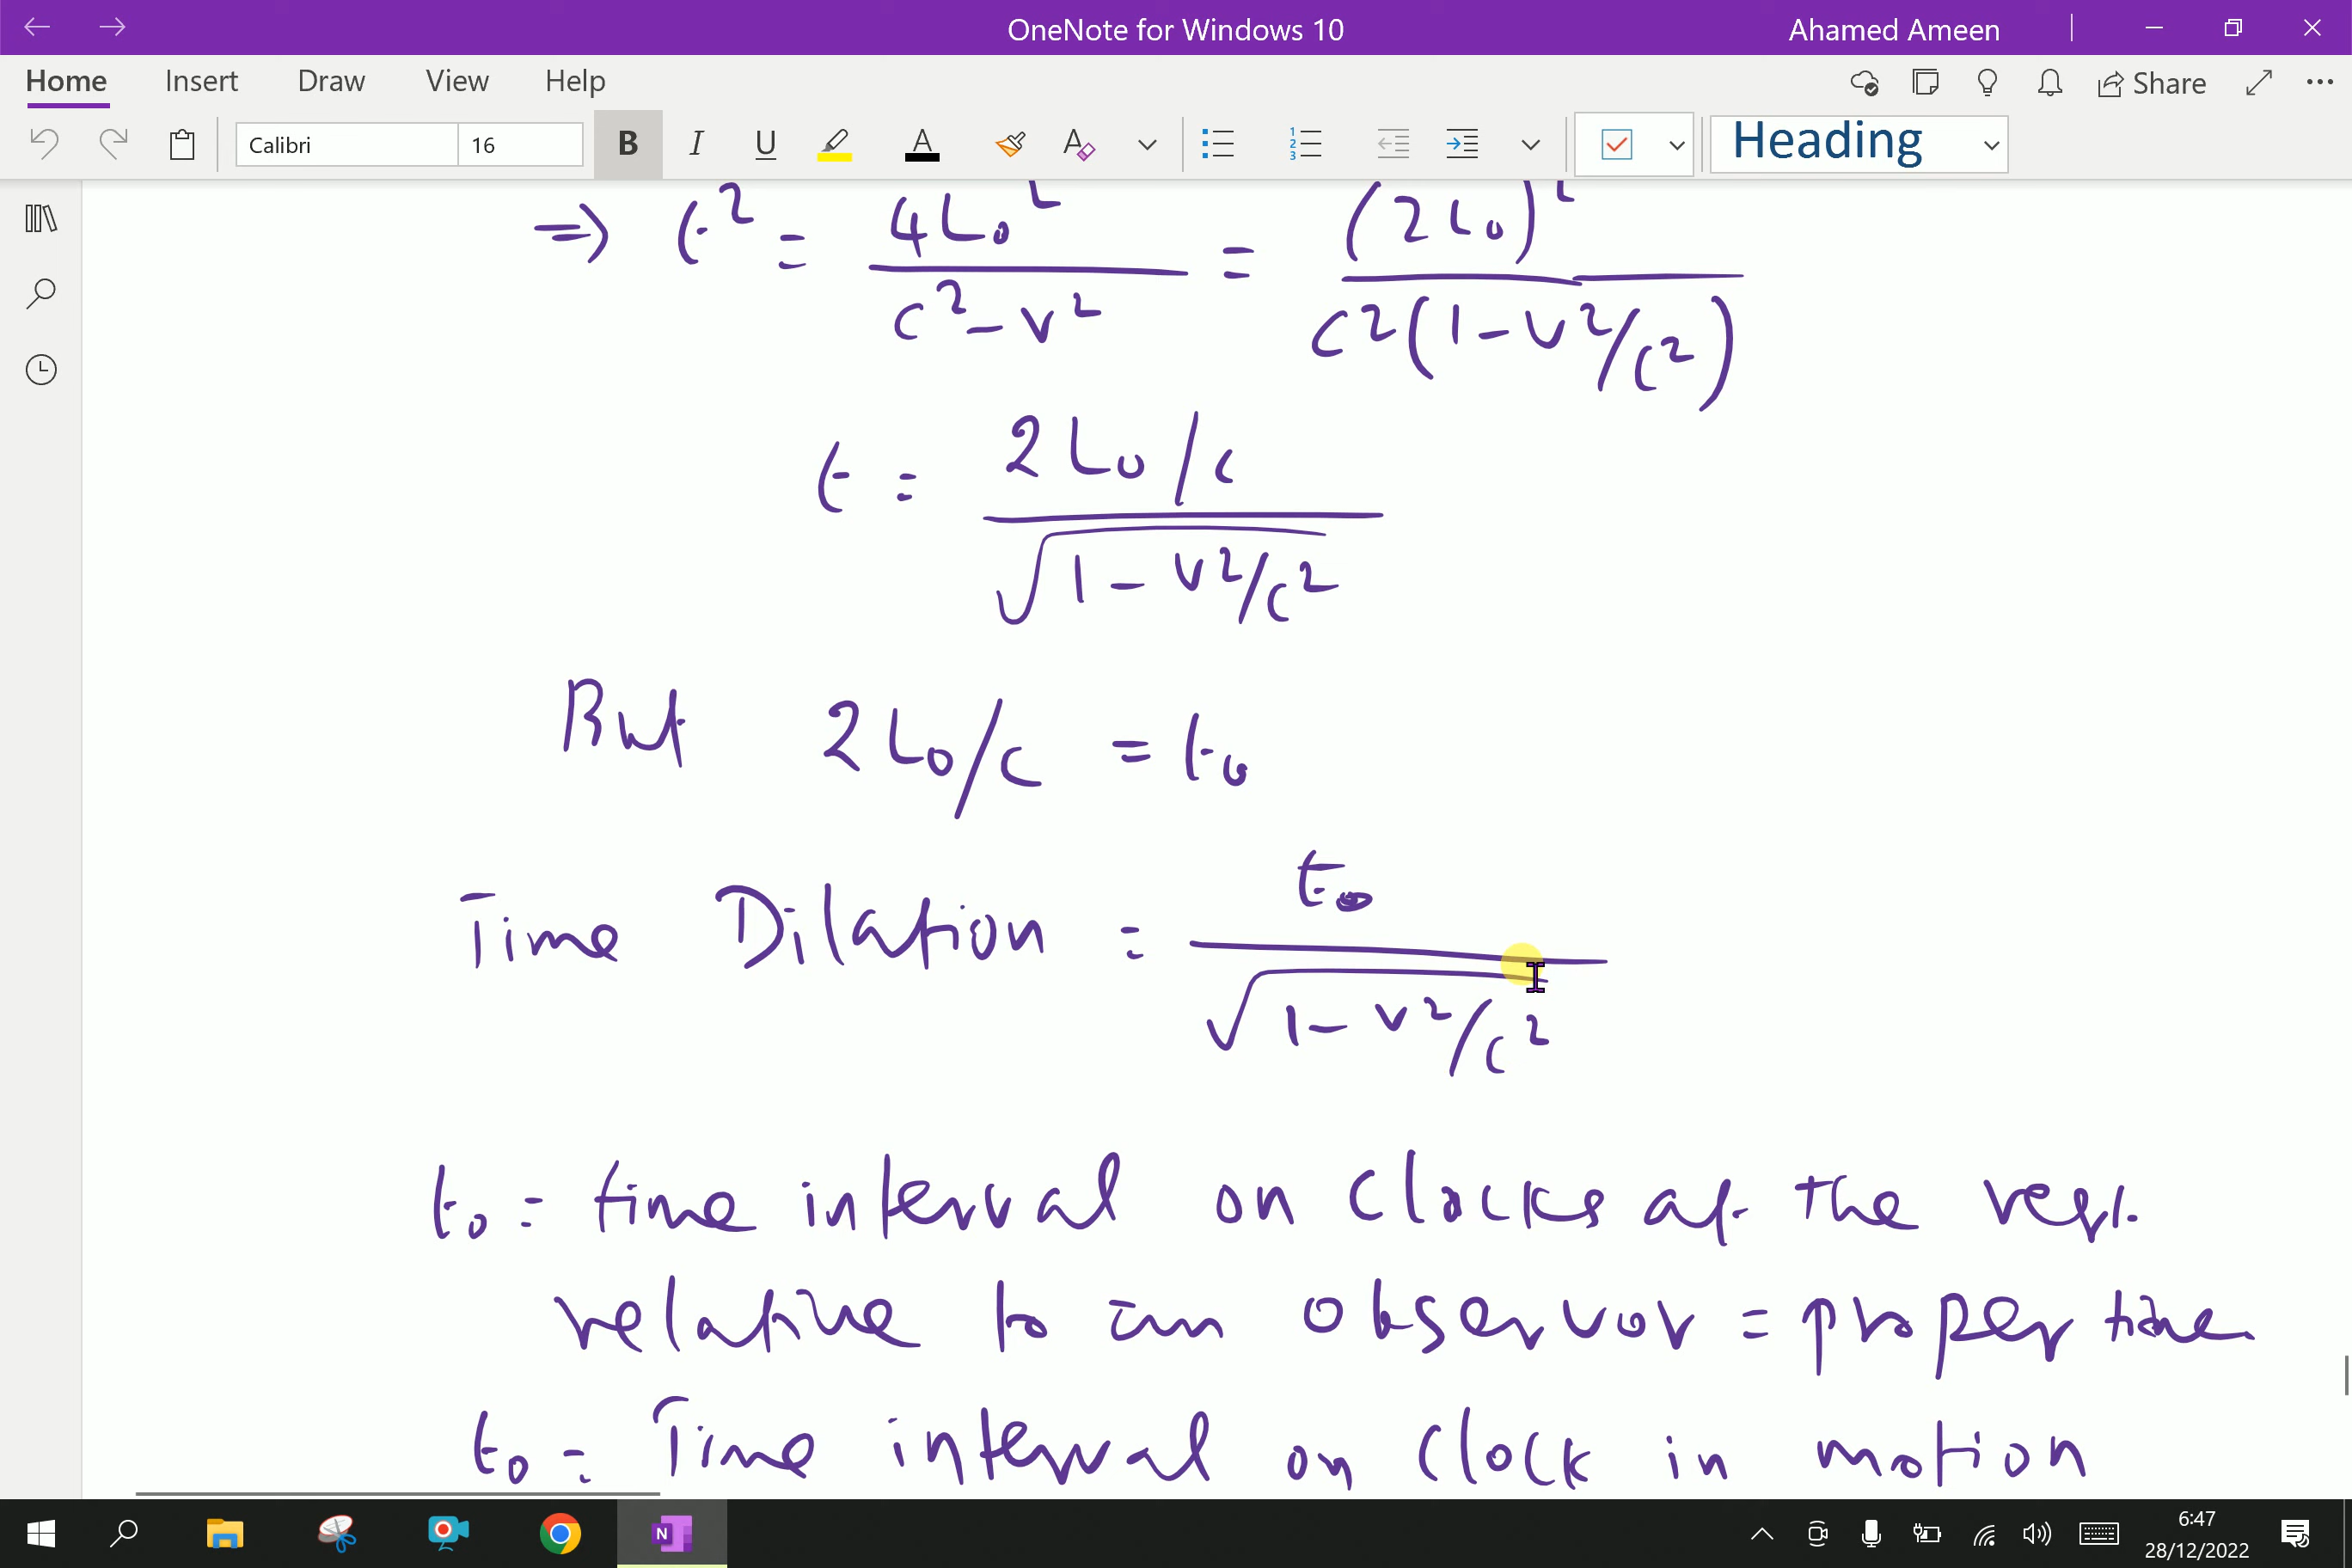 OneNote for Windows 10 Ahamed Ameen
Home Insert Draw View Help Share
Calibri 16 B I U A A Heading
⇒ t² = 4L₀² / (c² − v²) = (2L₀)² / (c²(1 − v²/c²))
t = (2L₀/c) / √(1 − v²/c²)
But 2L₀/c = t₀
Time Dilation = t₀ / √(1 − v²/c²)
t₀ = time interval on clocks at the rest
relative to an observor = proper time
t₀ = Time interval on clock in motion
6:47
28/12/2022